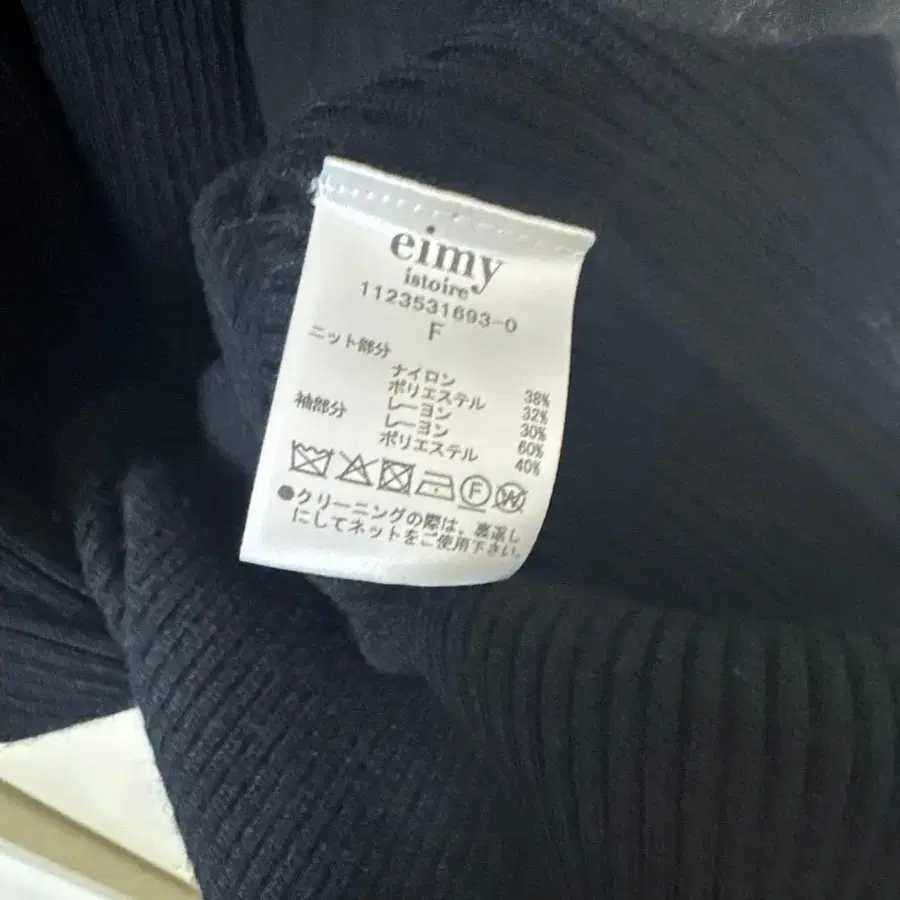 eimy
istoire
1123531693-0
F
ニット部分
ナイロン 38%
ポリエステル 32%
レーヨン 30%
袖部分
レーヨン 60%
ポリエステル 40%
F W
●クリーニングの際は、裏返し
にしてネットをご使用下さい。